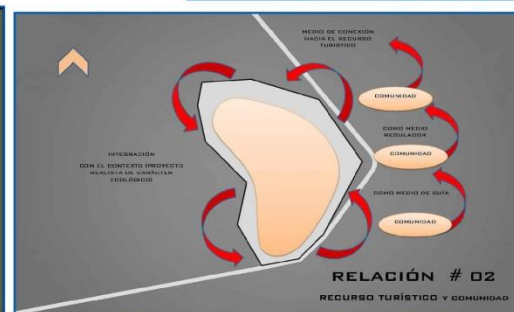 MEDIO DE CONEXIÓN
HACIA EL RECURSO
TURÍSTICO
COMUNIDAD
COMO MEDIO
REGULADOR
COMUNIDAD
COMO MEDIO DE GUÍA
COMUNIDAD
INTEGRACIÓN
CON EL CONTEXTO (PROYECTO
REALISTA DE CARÁCTER
ECOLÓGICO)
RELACIÓN # 02
RECURSO TURÍSTICO Y COMUNIDAD